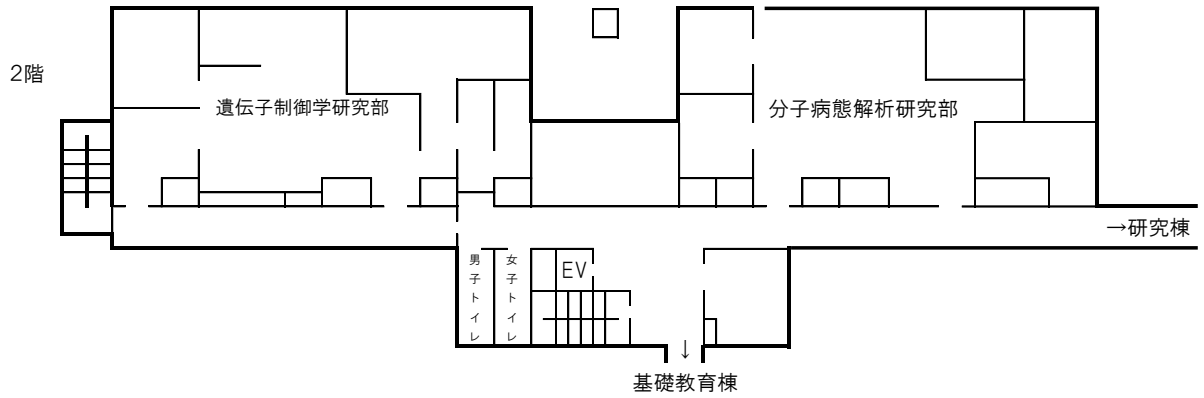 2階
遺伝子制御学研究部
分子病態解析研究部
→研究棟
男子トイレ
女子トイレ
EV
↓
基礎教育棟